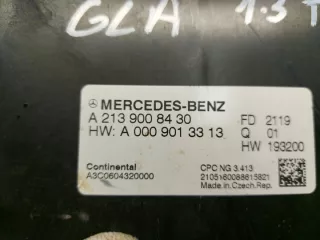 GLA 1.3 T
MERCEDES-BENZ
A 213 900 84 30 FD 2119
HW: A 000 901 33 13 Q 01
HW 193200
Continental CPC NG 3.413
A3C0604320000 2105180088615821
Made in Czech.Rep.